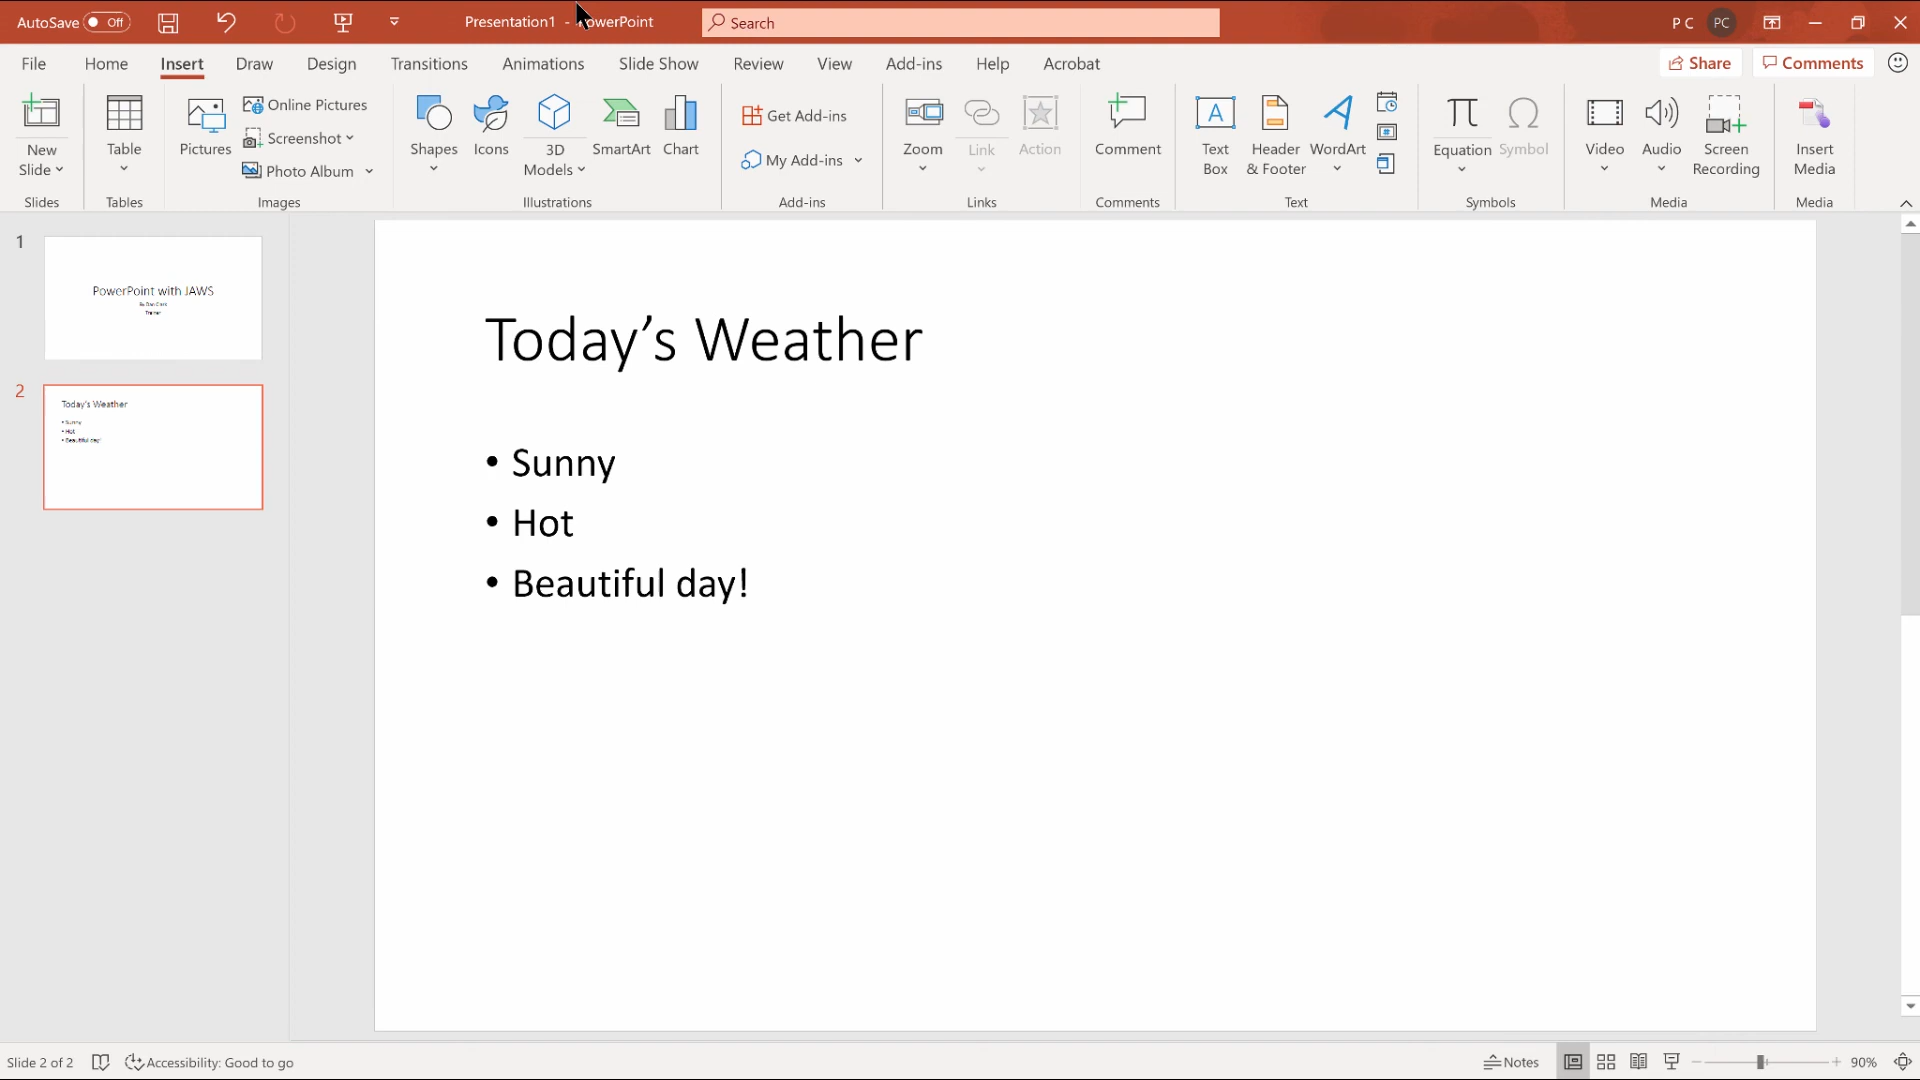 AutoSave Off
Presentation1 - PowerPoint
Search
P C PC
File Home Insert Draw Design Transitions Animations Slide Show Review View Add-ins Help Acrobat
Share Comments
New Slide
Slides
Table
Tables
Pictures
Online Pictures
Screenshot
Photo Album
Images
Shapes
Icons
3D Models
SmartArt
Chart
Illustrations
Get Add-ins
My Add-ins
Add-ins
Zoom
Link
Action
Links
Comment
Comments
Text Box
Header & Footer
WordArt
Text
Equation
Symbol
Symbols
Video
Audio
Screen Recording
Media
Insert Media
Media
1
PowerPoint with JAWS
2
Today's Weather
• Sunny
• Hot
• Beautiful day!
Today’s Weather
• Sunny
• Hot
• Beautiful day!
Slide 2 of 2
Accessibility: Good to go
Notes
90%